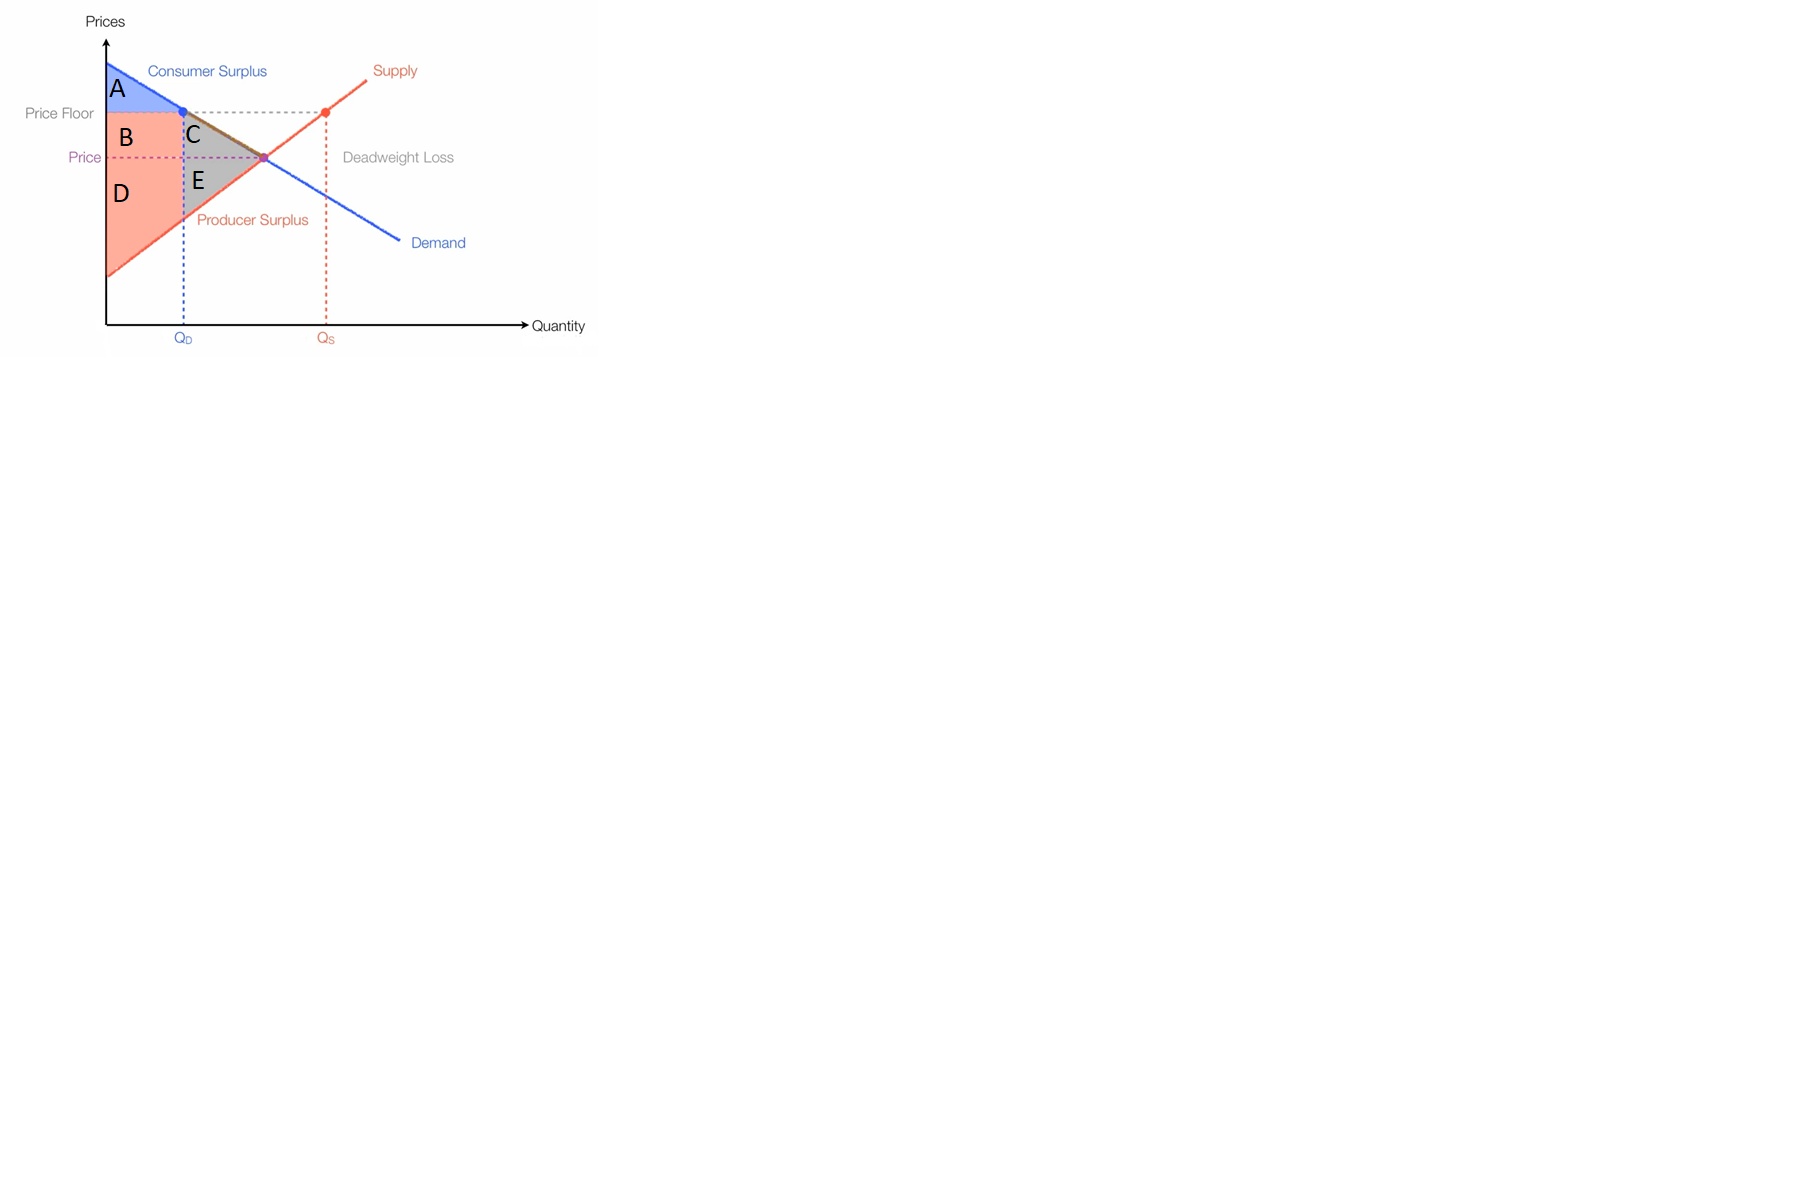 Prices
Consumer Surplus
Supply
A
Price Floor
B
C
Price
Deadweight Loss
D
E
Producer Surplus
Demand
Quantity
QD
QS